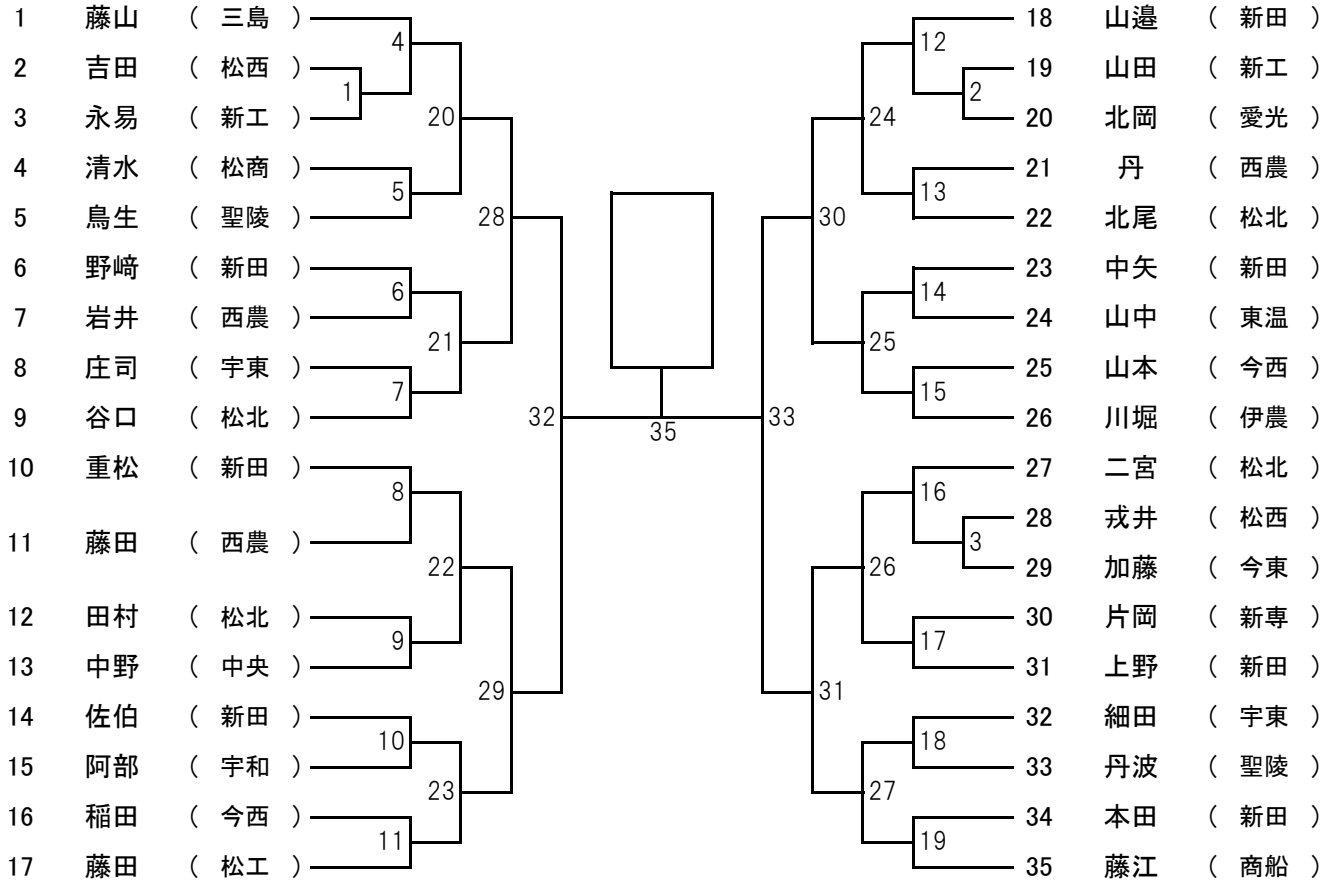 1 藤山 ( 三島 )
2 吉田 ( 松西 )
3 永易 ( 新工 )
4 清水 ( 松商 )
5 鳥生 ( 聖陵 )
6 野﨑 ( 新田 )
7 岩井 ( 西農 )
8 庄司 ( 宇東 )
9 谷口 ( 松北 )
10 重松 ( 新田 )
11 藤田 ( 西農 )
12 田村 ( 松北 )
13 中野 ( 中央 )
14 佐伯 ( 新田 )
15 阿部 ( 宇和 )
16 稲田 ( 今西 )
17 藤田 ( 松工 )
4
1
20
5
28
6
21
7
32
8
22
9
29
10
23
11
35
12
2
24
13
30
14
25
15
33
16
3
26
17
31
18
27
19
18 山邉 ( 新田 )
19 山田 ( 新工 )
20 北岡 ( 愛光 )
21 丹 ( 西農 )
22 北尾 ( 松北 )
23 中矢 ( 新田 )
24 山中 ( 東温 )
25 山本 ( 今西 )
26 川堀 ( 伊農 )
27 二宮 ( 松北 )
28 戎井 ( 松西 )
29 加藤 ( 今東 )
30 片岡 ( 新専 )
31 上野 ( 新田 )
32 細田 ( 宇東 )
33 丹波 ( 聖陵 )
34 本田 ( 新田 )
35 藤江 ( 商船 )